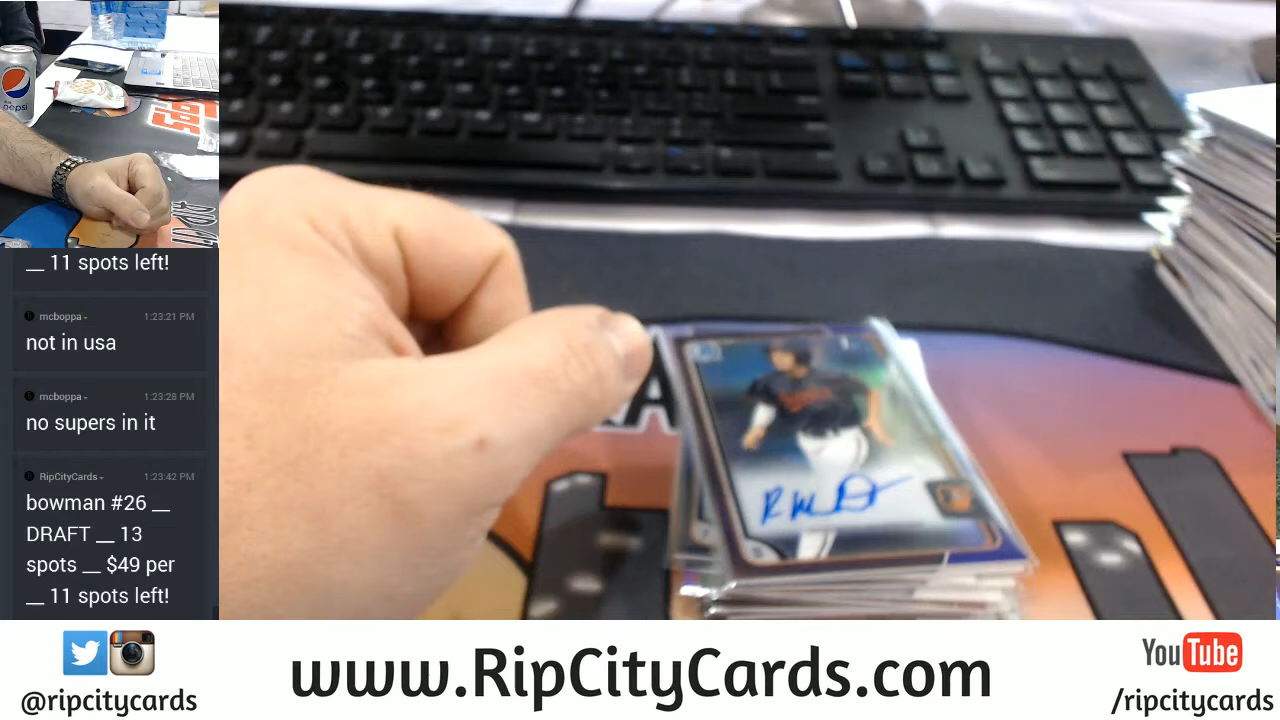 pepsi
__ 11 spots left!
mcboppa 1:23:21 PM
not in usa
mcboppa 1:23:28 PM
no supers in it
RipCityCards 1:23:42 PM
bowman #26 __
DRAFT __ 13
spots __ $49 per
__ 11 spots left!
@ripcitycards
www.RipCityCards.com
YouTube
/ripcitycards